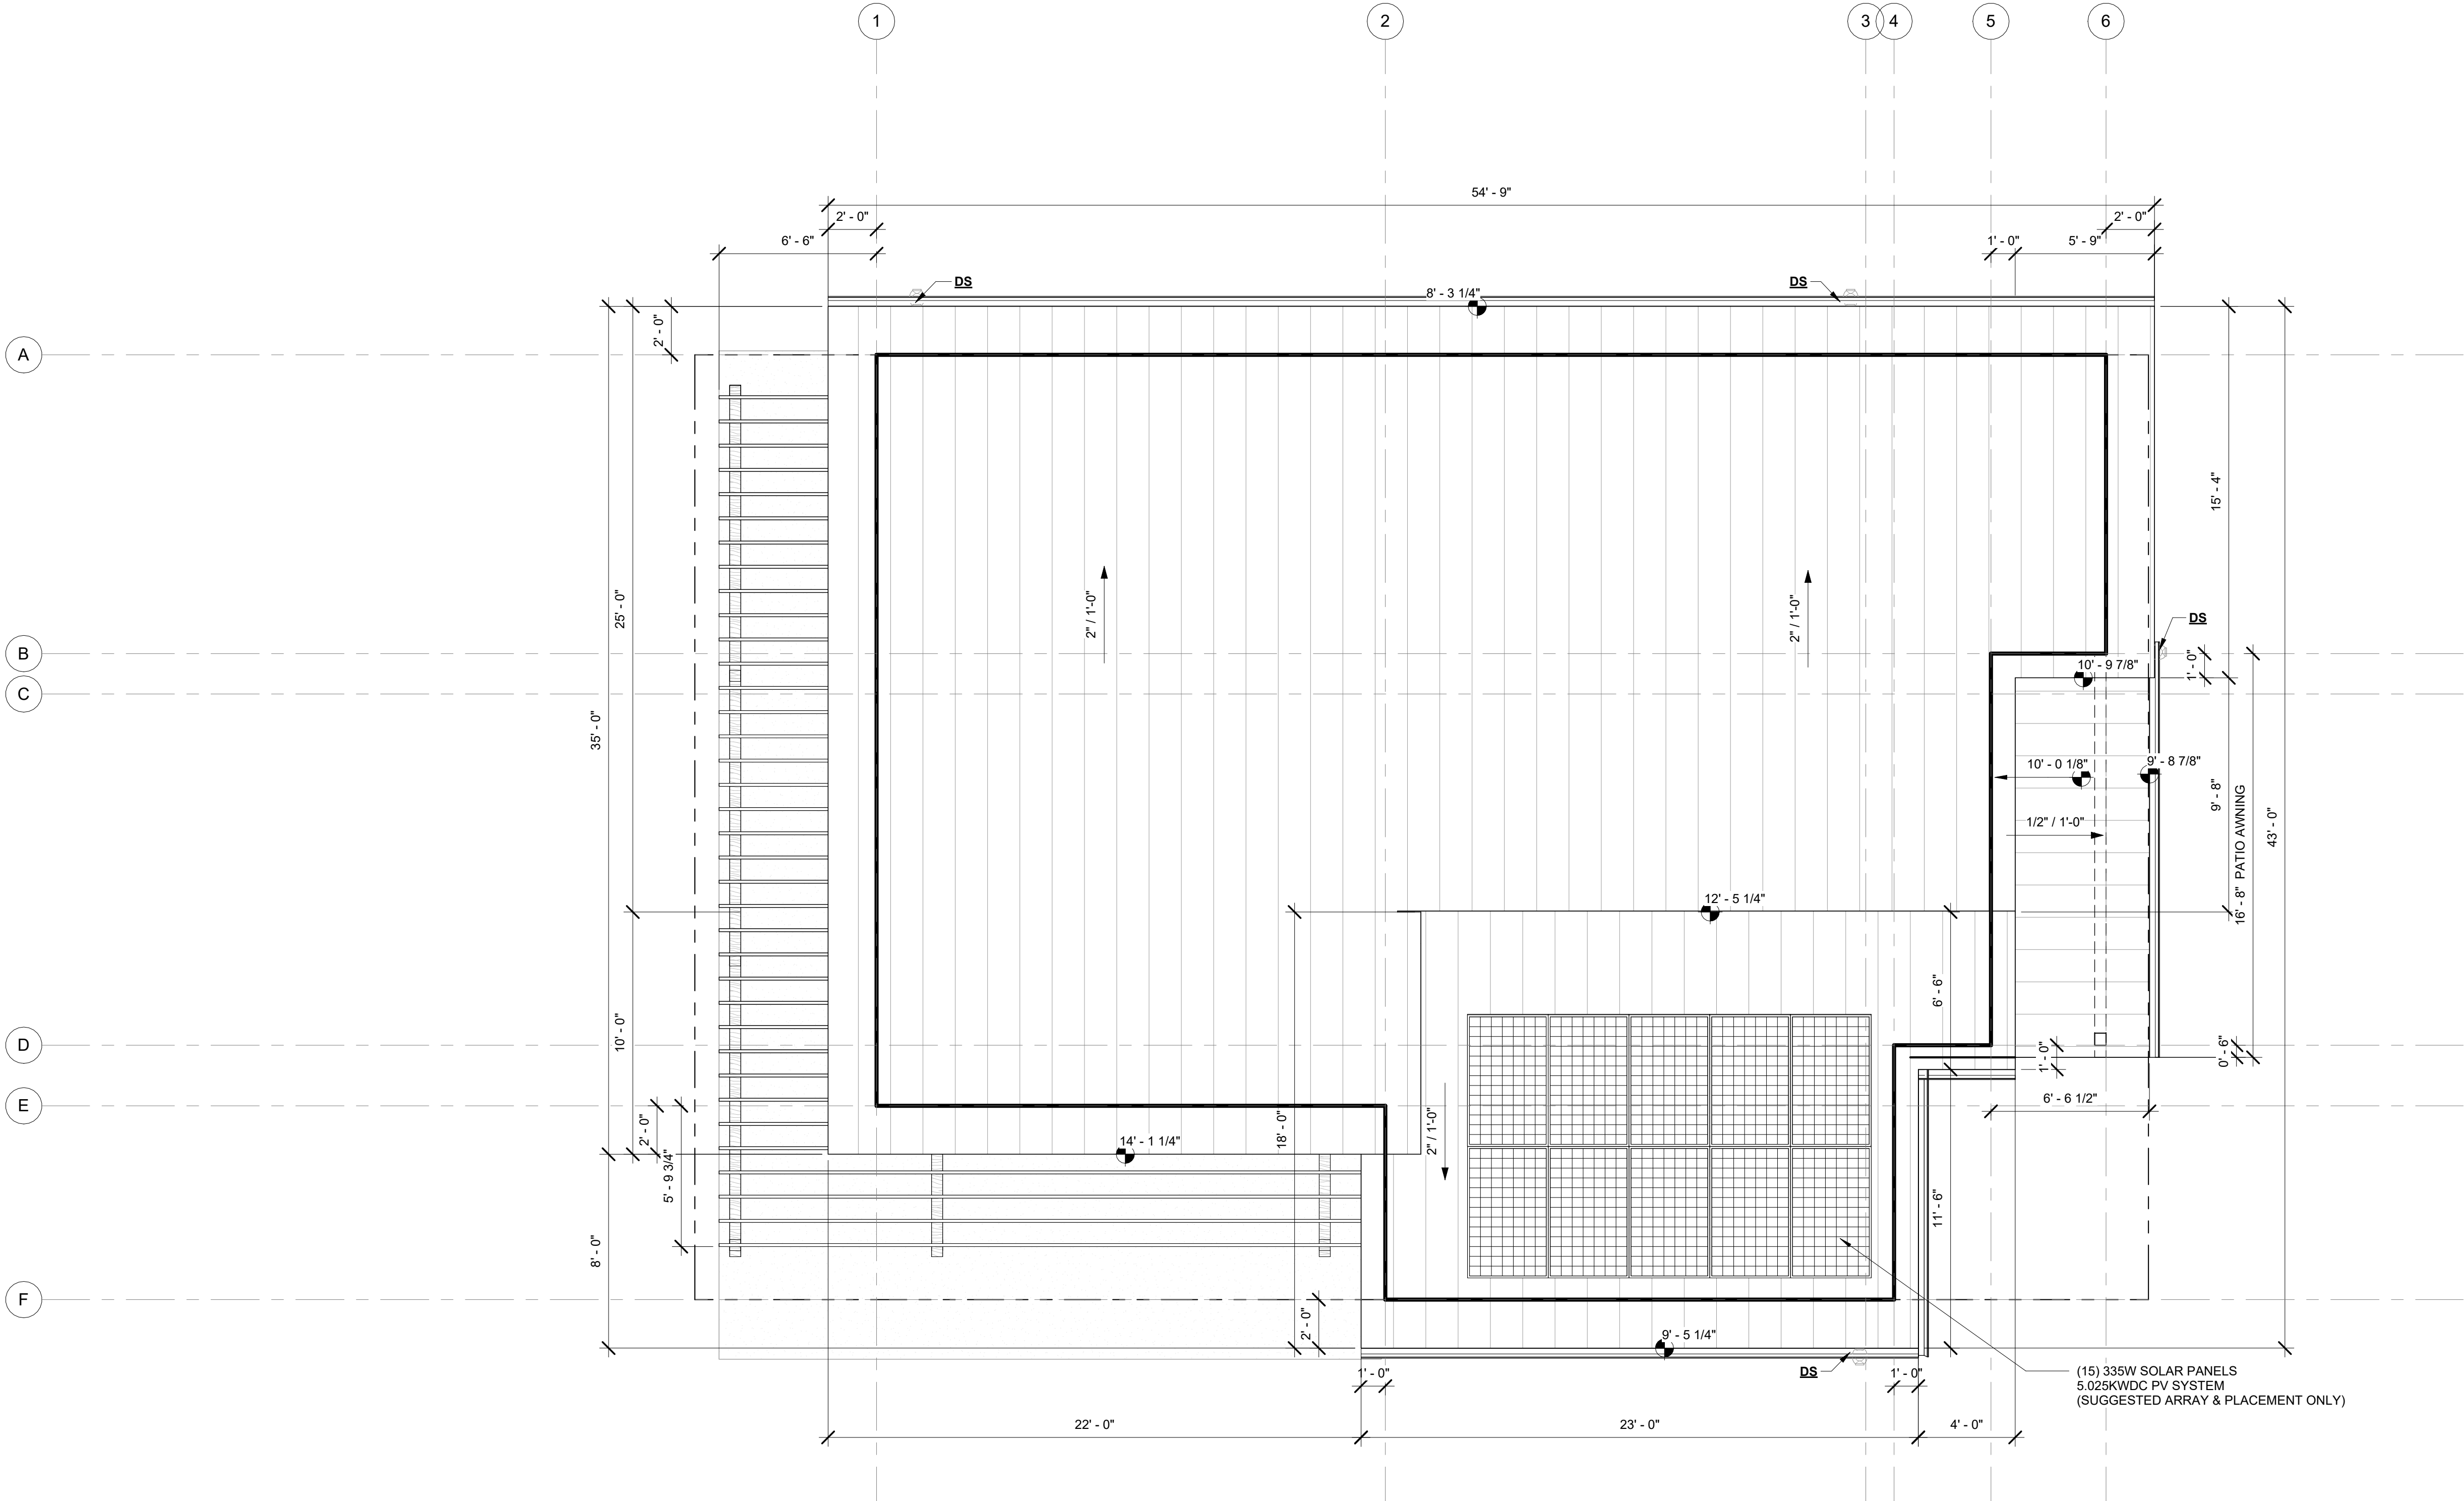 1
2
3
4
5
6
54' - 9"
2' - 0"
2' - 0"
6' - 6"
1' - 0"
5' - 9"
DS
DS
8' - 3 1/4"
2' - 0"
A
15' - 4"
25' - 0"
2" / 1'-0"
2" / 1'-0"
DS
B
10' - 9 7/8"
1' - 0"
C
35' - 0"
10' - 0 1/8"
9' - 8 7/8"
9' - 8"
1/2" / 1'-0"
16' - 8" PATIO AWNING
43' - 0"
12' - 5 1/4"
6' - 6"
10' - 0"
D
1' - 0"
0' - 6"
E
6' - 6 1/2"
2' - 0"
18' - 0"
2" / 1'-0"
14' - 1 1/4"
5' - 9 3/4"
11' - 6"
8' - 0"
F
2' - 0"
9' - 5 1/4"
DS
1' - 0"
1' - 0"
(15) 335W SOLAR PANELS
5.025KWDC PV SYSTEM
(SUGGESTED ARRAY & PLACEMENT ONLY)
22' - 0"
23' - 0"
4' - 0"